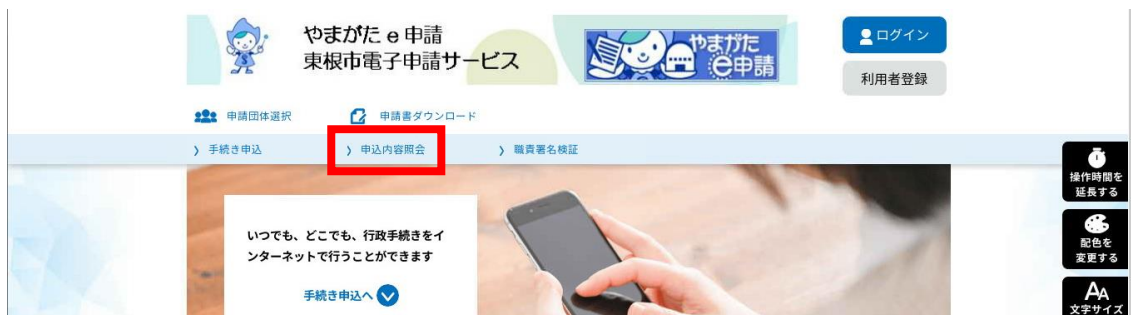 やまがた e 申請
東根市電子申請サービス
やまがた
e申請
ログイン
利用者登録
申請団体選択
申請書ダウンロード
手続き申込
申込内容照会
職責署名検証
操作時間を
延長する
いつでも、どこでも、行政手続きをイ
ンターネットで行うことができます
配色を
変更する
手続き申込へ
AA
文字サイズ